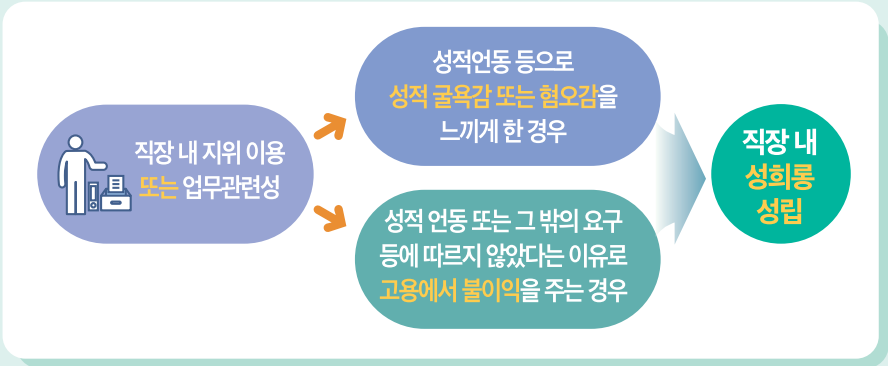 직장 내 지위 이용
또는 업무관련성
성적언동 등으로
성적 굴욕감 또는 혐오감을
느끼게 한 경우
성적 언동 또는 그 밖의 요구
등에 따르지 않았다는 이유로
고용에서 불이익을 주는 경우
직장 내
성희롱
성립